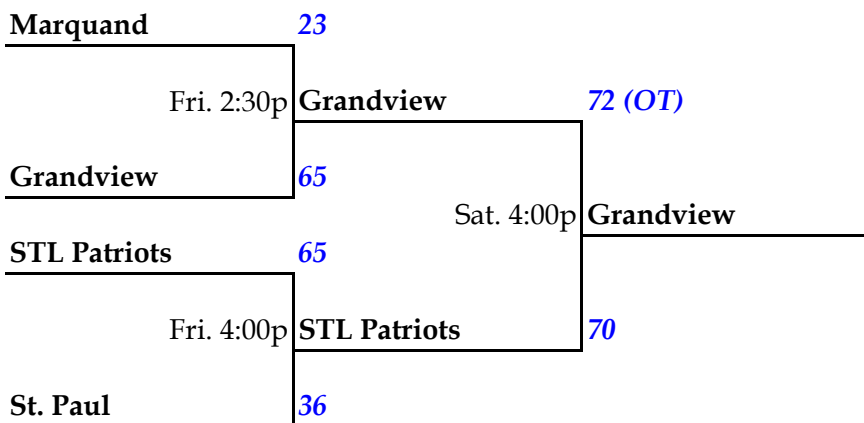 Marquand 23
Fri. 2:30p Grandview 72 (OT)
Grandview 65
Sat. 4:00p Grandview
STL Patriots 65
Fri. 4:00p STL Patriots 70
St. Paul 36